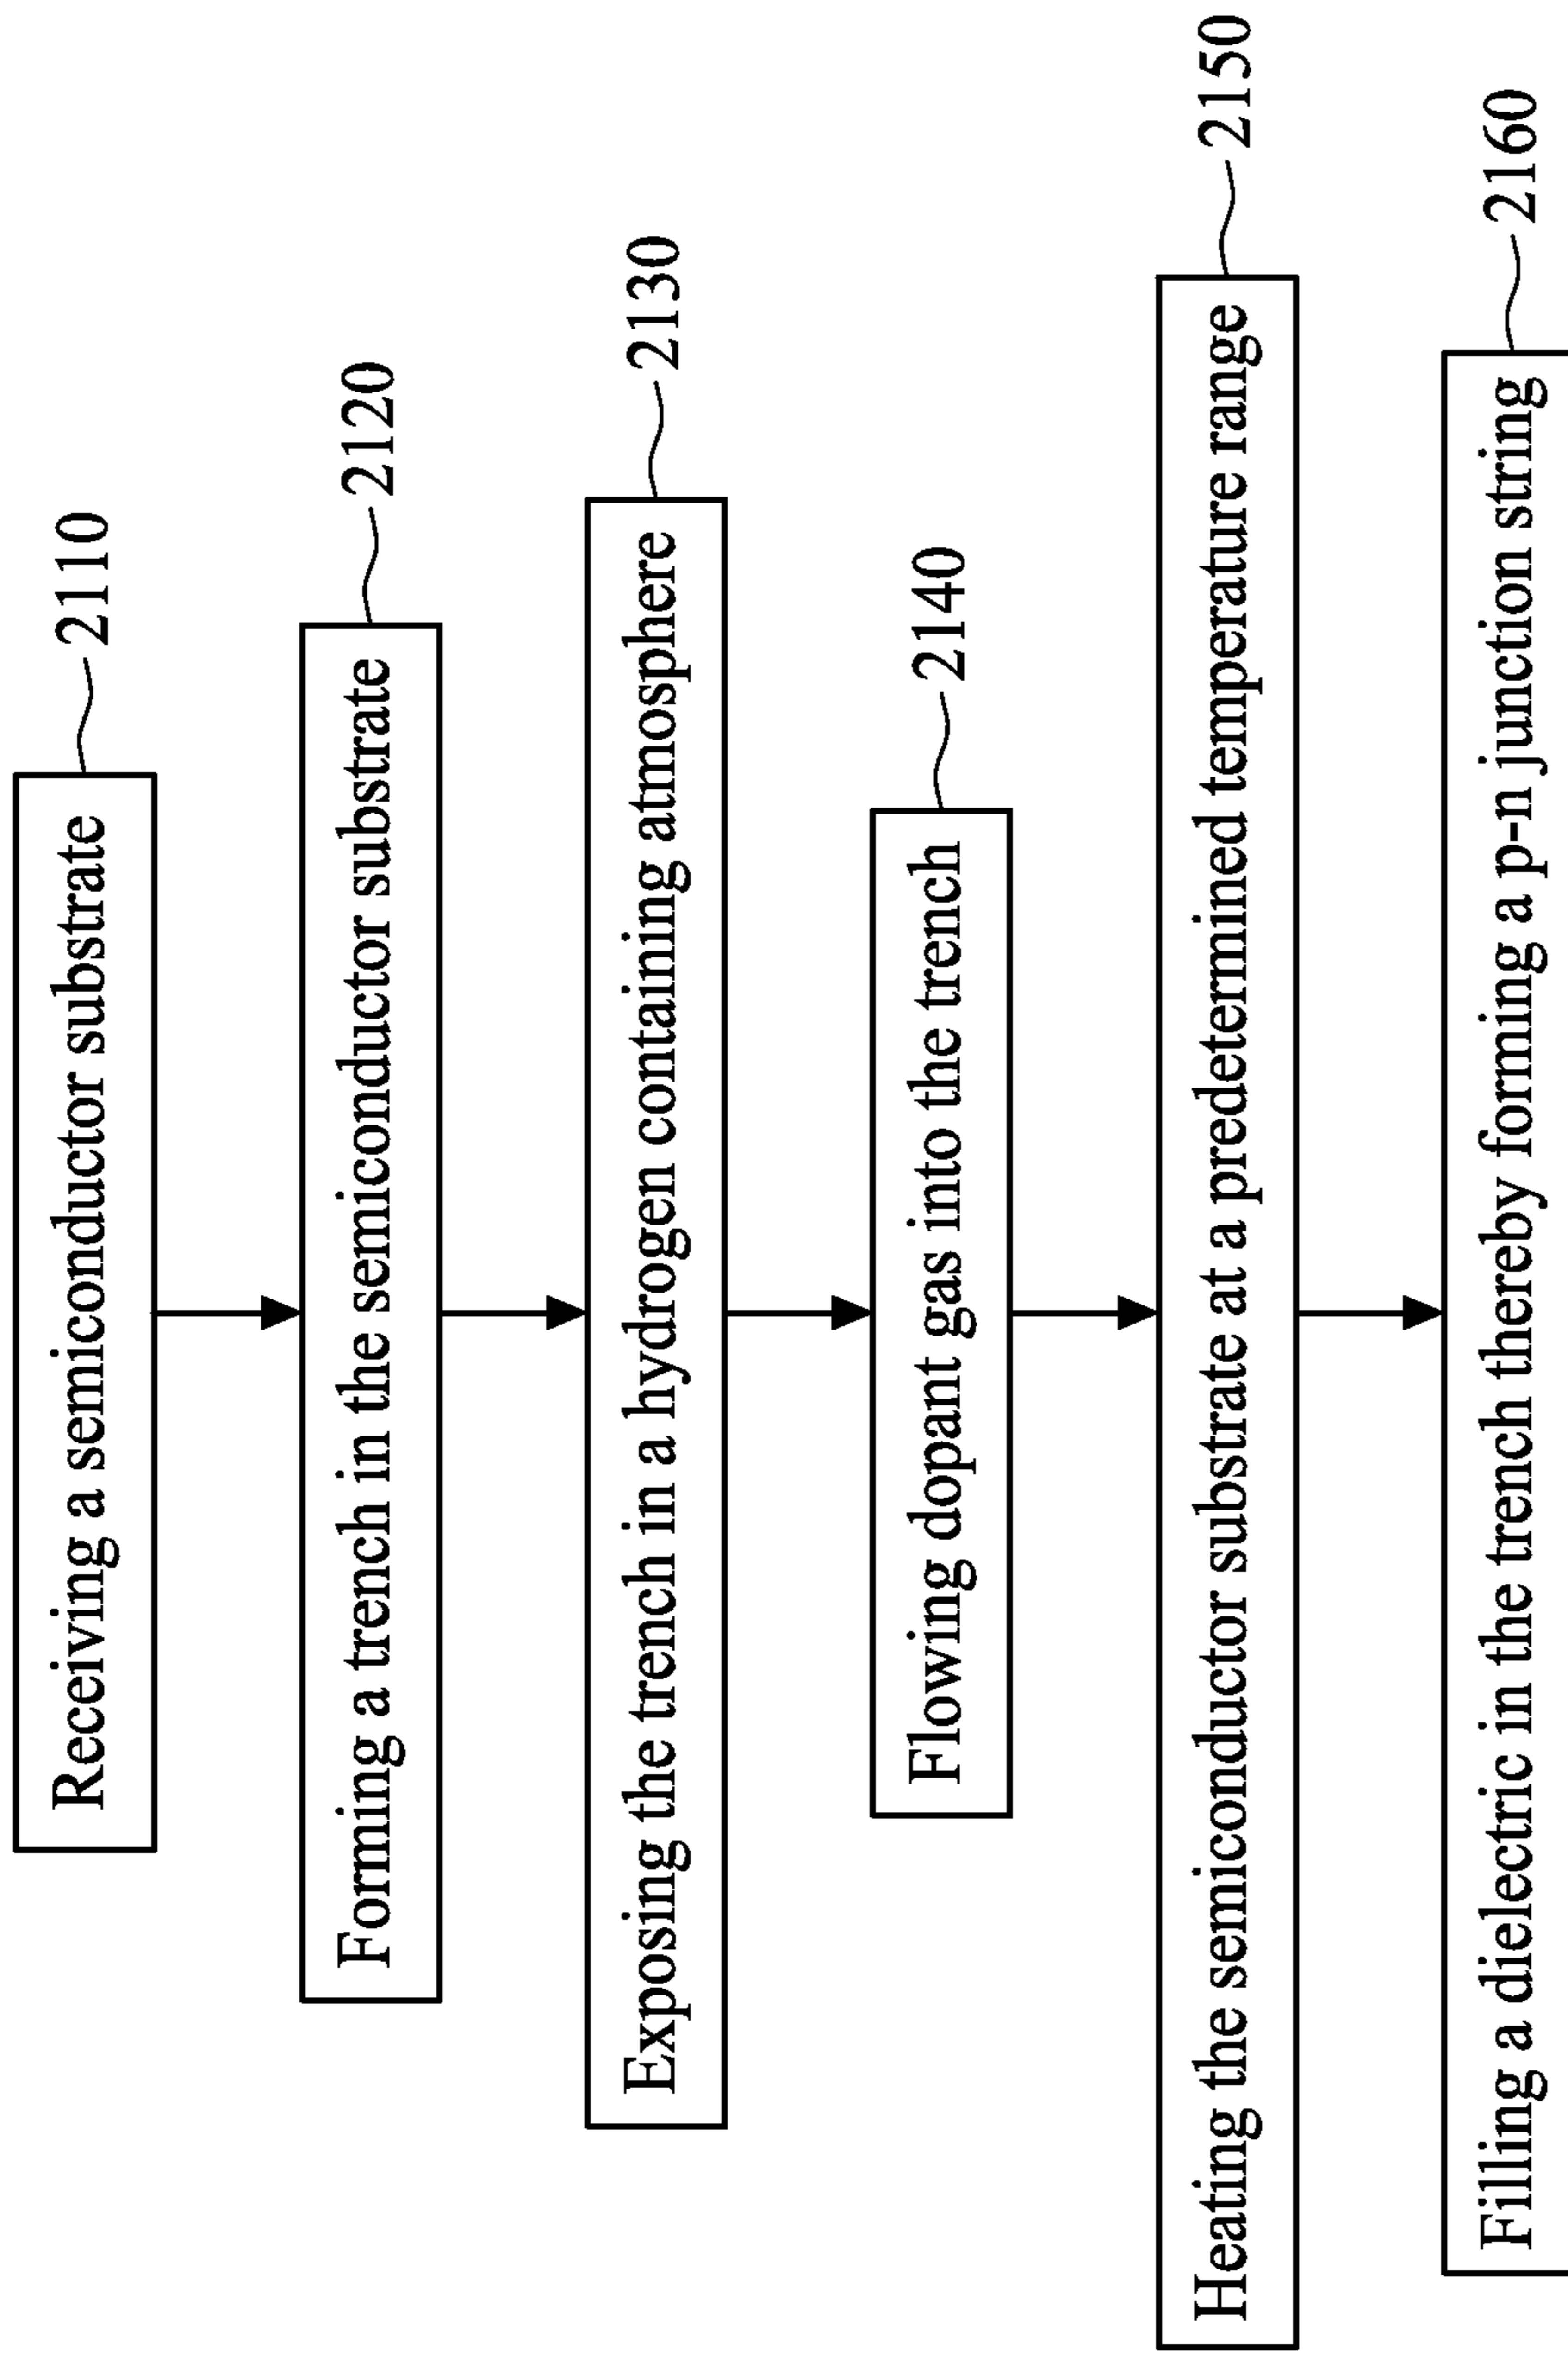 Receiving a semiconductor substrate 2110
Forming a trench in the semiconductor substrate 2120
Exposing the trench in a hydrogen containing atmosphere 2130
Flowing dopant gas into the trench 2140
Heating the semiconductor substrate at a predetermined temperature range 2150
Filling a dielectric in the trench thereby forming a p-n junction string 2160